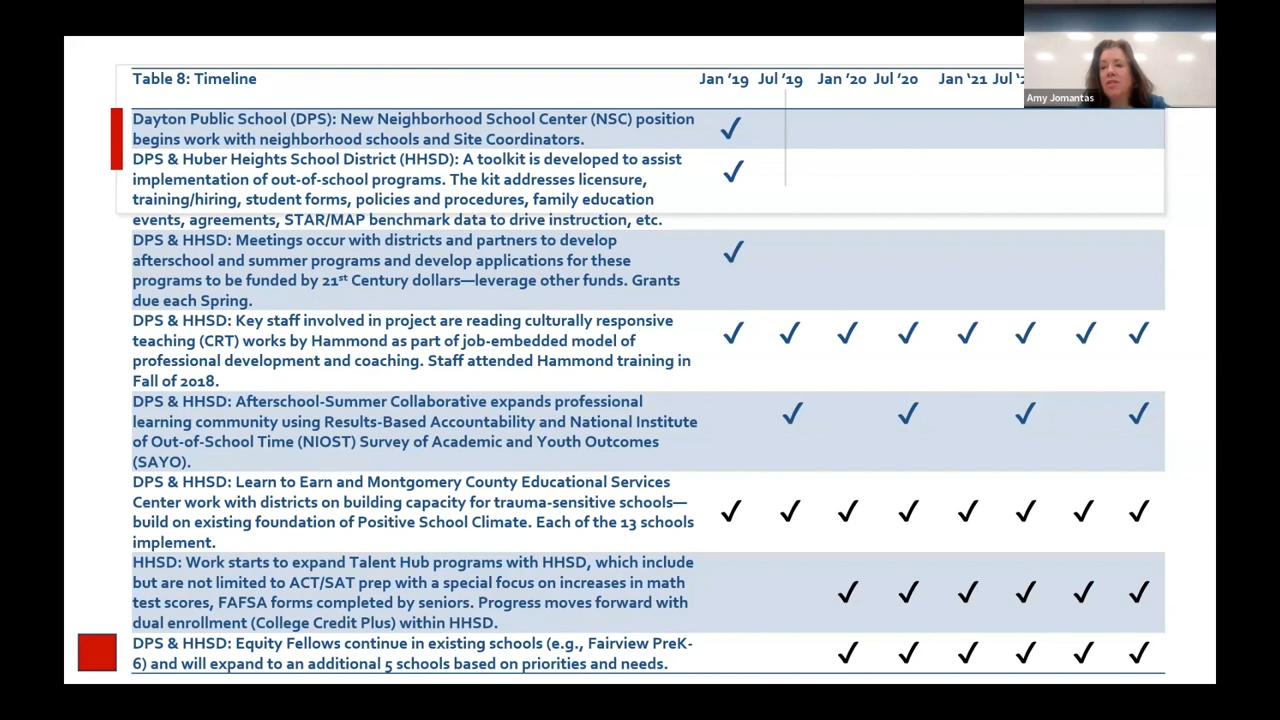 Table 8: Timeline
Jan ’19 Jul ’19 Jan ’20 Jul ’20 Jan ‘21 Jul
Amy Jomantas
Dayton Public School (DPS): New Neighborhood School Center (NSC) position
begins work with neighborhood schools and Site Coordinators.
✓
DPS & Huber Heights School District (HHSD): A toolkit is developed to assist
implementation of out-of-school programs. The kit addresses licensure,
training/hiring, student forms, policies and procedures, family education
events, agreements, STAR/MAP benchmark data to drive instruction, etc.
✓
DPS & HHSD: Meetings occur with districts and partners to develop
afterschool and summer programs and develop applications for these
programs to be funded by 21st Century dollars—leverage other funds. Grants
due each Spring.
✓
DPS & HHSD: Key staff involved in project are reading culturally responsive
teaching (CRT) works by Hammond as part of job-embedded model of
professional development and coaching. Staff attended Hammond training in
Fall of 2018.
✓ ✓ ✓ ✓ ✓ ✓ ✓ ✓
DPS & HHSD: Afterschool-Summer Collaborative expands professional
learning community using Results-Based Accountability and National Institute
of Out-of-School Time (NIOST) Survey of Academic and Youth Outcomes
(SAYO).
✓ ✓ ✓ ✓
DPS & HHSD: Learn to Earn and Montgomery County Educational Services
Center work with districts on building capacity for trauma-sensitive schools—
build on existing foundation of Positive School Climate. Each of the 13 schools
implement.
✓ ✓ ✓ ✓ ✓ ✓ ✓ ✓
HHSD: Work starts to expand Talent Hub programs with HHSD, which include
but are not limited to ACT/SAT prep with a special focus on increases in math
test scores, FAFSA forms completed by seniors. Progress moves forward with
dual enrollment (College Credit Plus) within HHSD.
✓ ✓ ✓ ✓ ✓ ✓
DPS & HHSD: Equity Fellows continue in existing schools (e.g., Fairview PreK-
6) and will expand to an additional 5 schools based on priorities and needs.
✓ ✓ ✓ ✓ ✓ ✓